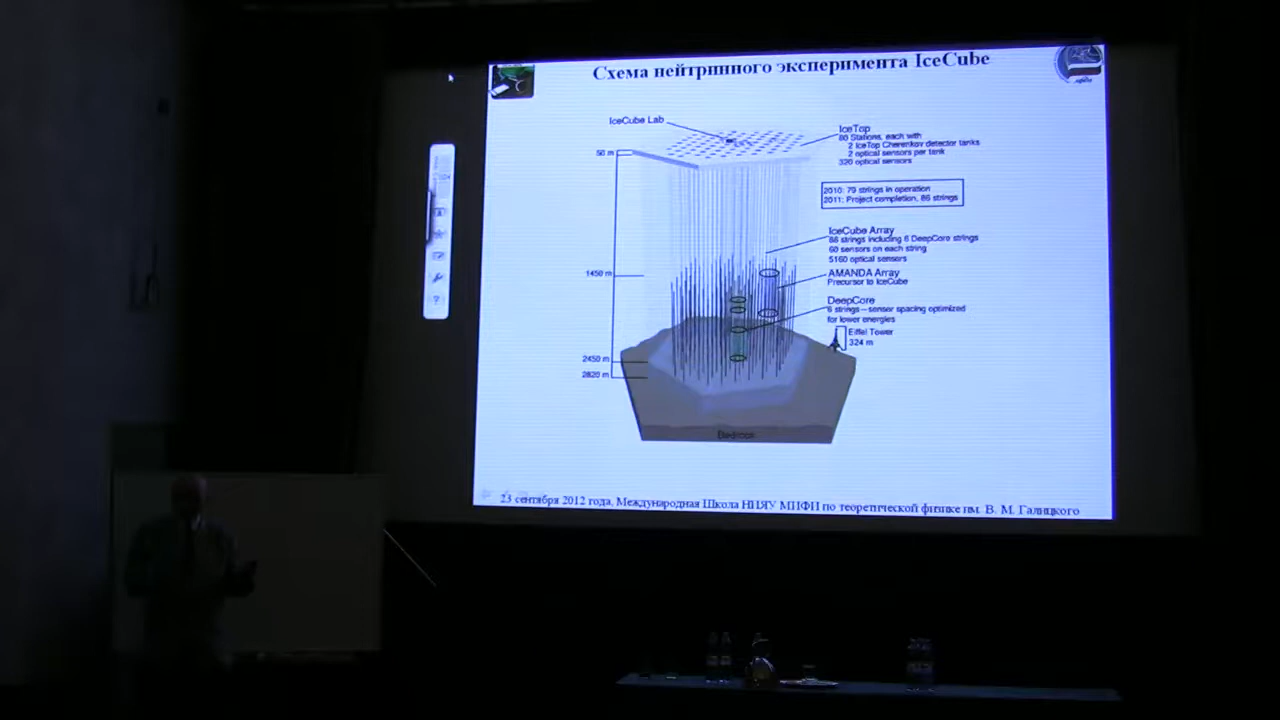 Схема нейтринного эксперимента IceCube
IceCube Lab
IceTop
80 Stations, each with
2 IceTop Cherenkov detector tanks
2 optical sensors per tank
320 optical sensors
50 m
2010: 79 strings in operation
2011: Project completion, 86 strings
IceCube Array
86 strings including 6 DeepCore strings
60 sensors on each string
5160 optical sensors
1450 m
AMANDA Array
Precursor to IceCube
DeepCore
6 strings – sensor spacing optimized
for lower energies
Eiffel Tower
324 m
2450 m
2820 m
Bedrock
23 сентября 2012 года. Международная Школа НИЯУ МИФИ по теоретической физике им. В. М. Галицкого